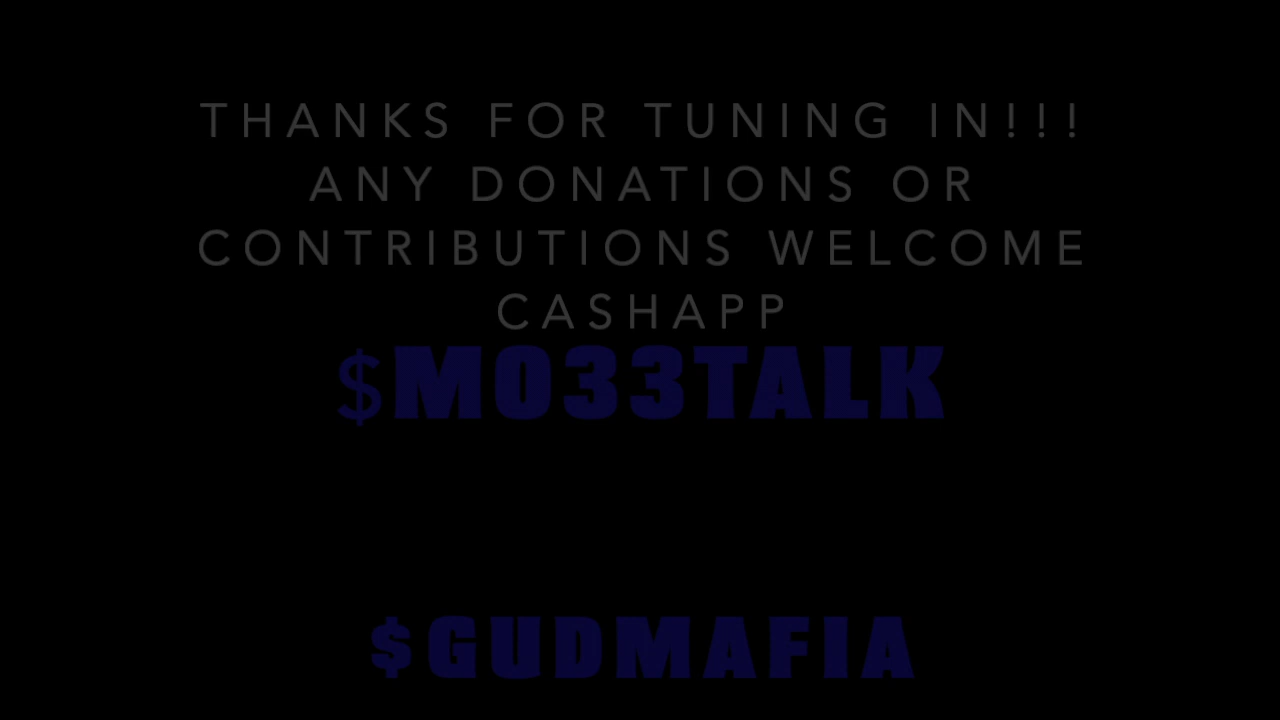 THANKS FOR TUNING IN!!!
ANY DONATIONS OR
CONTRIBUTIONS WELCOME
CASHAPP
$MO33TALK
$GUDMAFIA